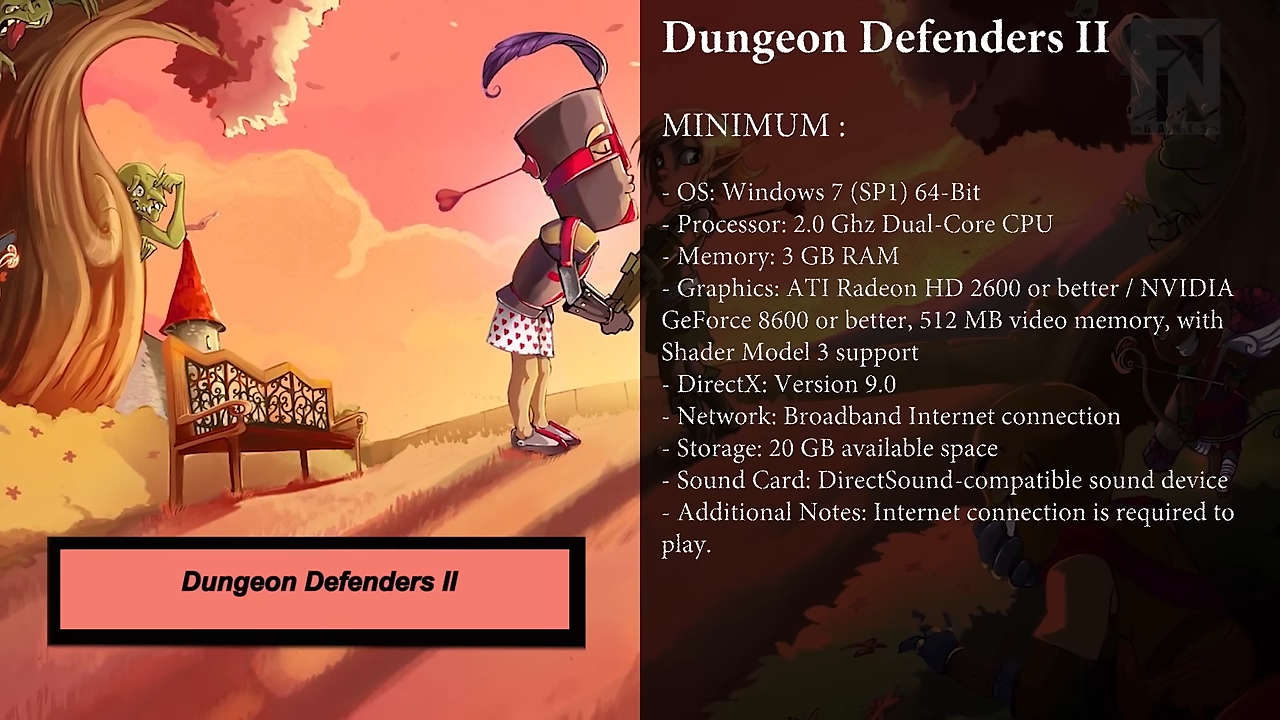 Dungeon Defenders II
Dungeon Defenders II
MINIMUM :
- OS: Windows 7 (SP1) 64-Bit
- Processor: 2.0 Ghz Dual-Core CPU
- Memory: 3 GB RAM
- Graphics: ATI Radeon HD 2600 or better / NVIDIA
GeForce 8600 or better, 512 MB video memory, with
Shader Model 3 support
- DirectX: Version 9.0
- Network: Broadband Internet connection
- Storage: 20 GB available space
- Sound Card: DirectSound-compatible sound device
- Additional Notes: Internet connection is required to
play.